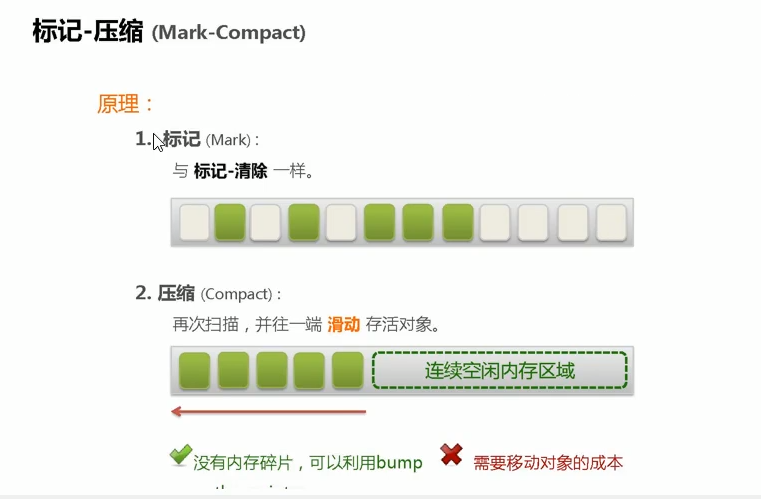 标记-压缩 (Mark-Compact)
原理：
1. 标记 (Mark)：
与 标记-清除 一样。
2. 压缩 (Compact)：
再次扫描，并往一端 滑动 存活对象。
连续空闲内存区域
没有内存碎片，可以利用bump
需要移动对象的成本